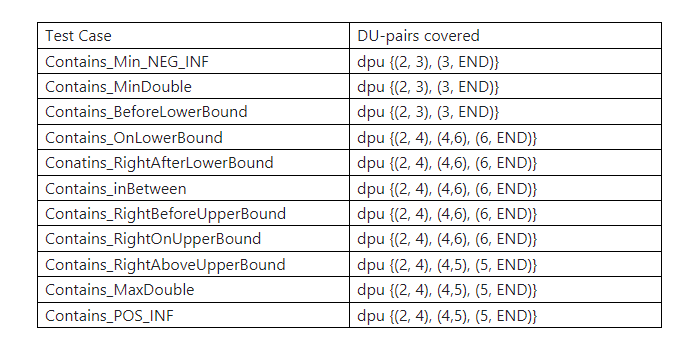 Test Case DU-pairs covered
Contains_Min_NEG_INF dpu {(2, 3), (3, END)}
Contains_MinDouble dpu {(2, 3), (3, END)}
Contains_BeforeLowerBound dpu {(2, 3), (3, END)}
Contains_OnLowerBound dpu {(2, 4), (4,6), (6, END)}
Conatins_RightAfterLowerBound dpu {(2, 4), (4,6), (6, END)}
Contains_inBetween dpu {(2, 4), (4,6), (6, END)}
Contains_RightBeforeUpperBound dpu {(2, 4), (4,6), (6, END)}
Contains_RightOnUpperBound dpu {(2, 4), (4,6), (6, END)}
Contains_RightAboveUpperBound dpu {(2, 4), (4,5), (5, END)}
Contains_MaxDouble dpu {(2, 4), (4,5), (5, END)}
Contains_POS_INF dpu {(2, 4), (4,5), (5, END)}